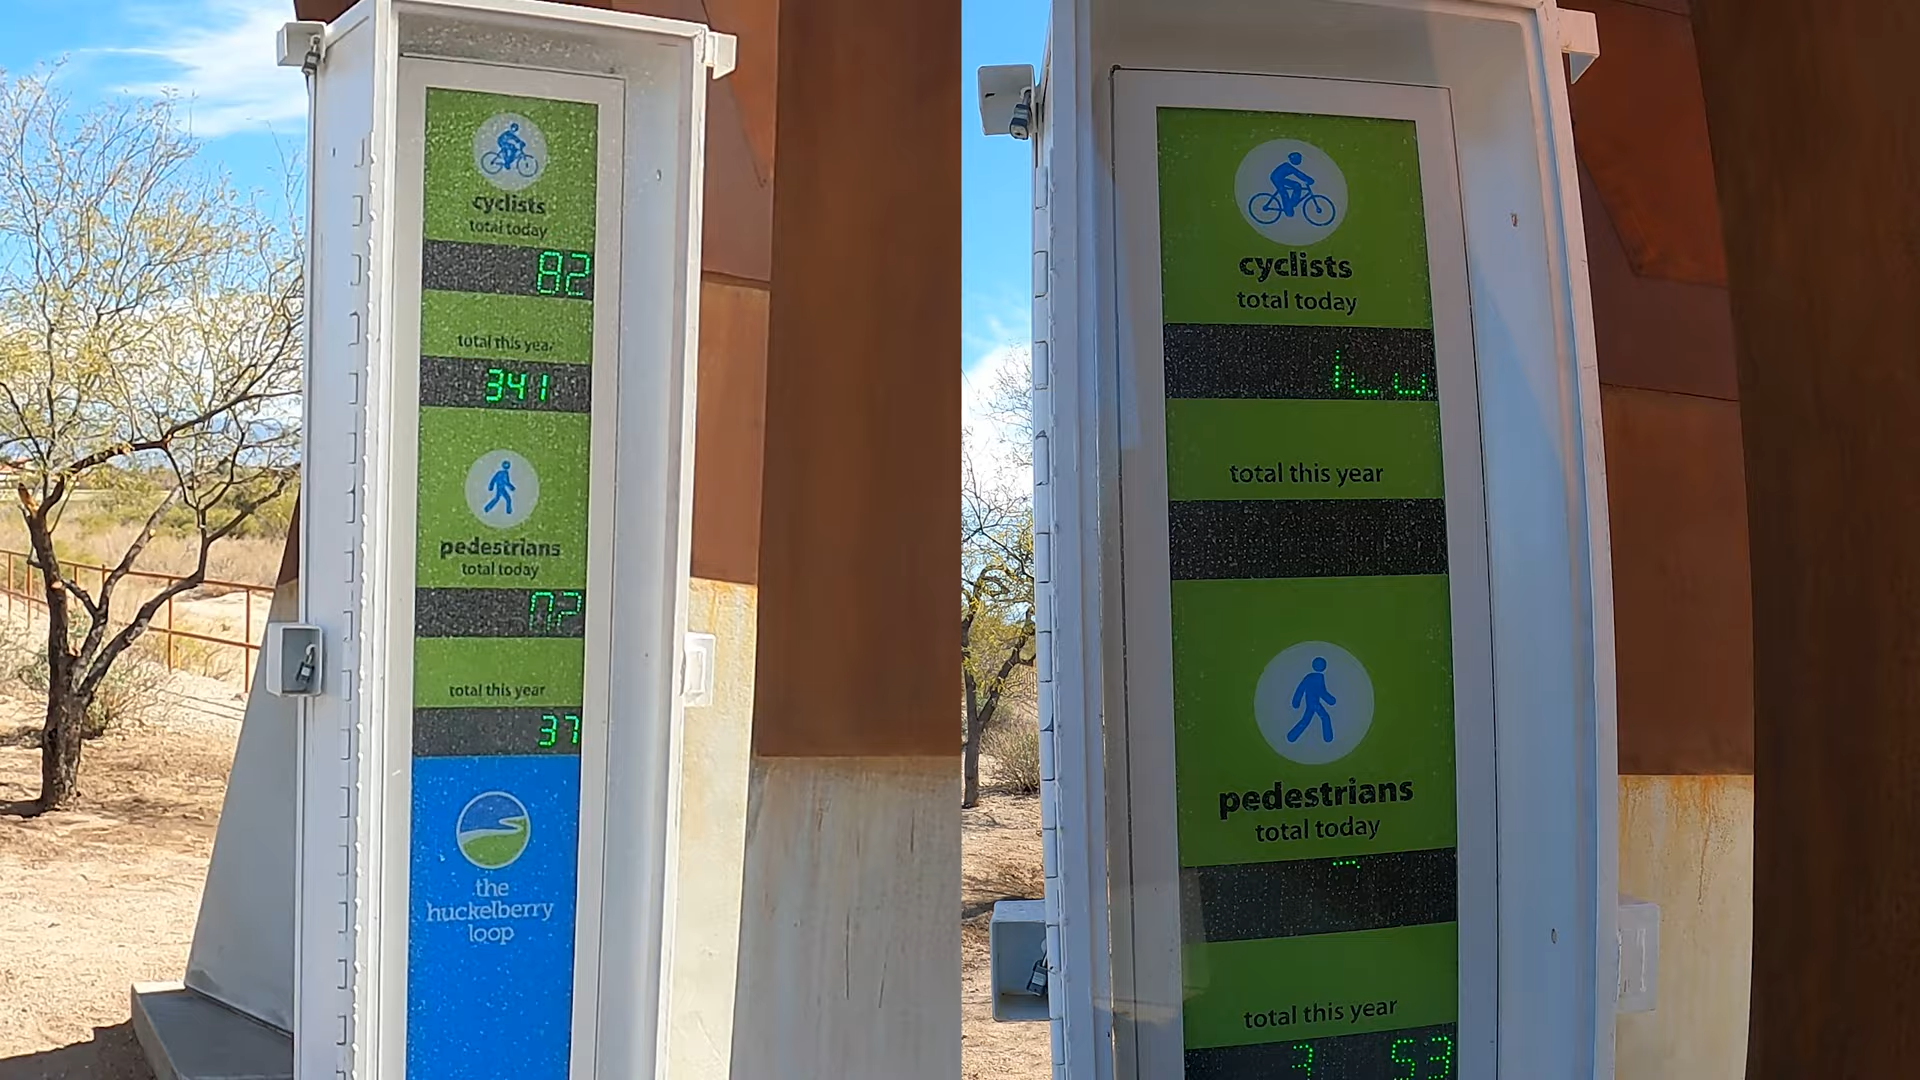 cyclists
total today
82
total this year
341
pedestrians
total today
total this year
37
the
huckelberry
loop
cyclists
total today
total this year
pedestrians
total today
total this year
53